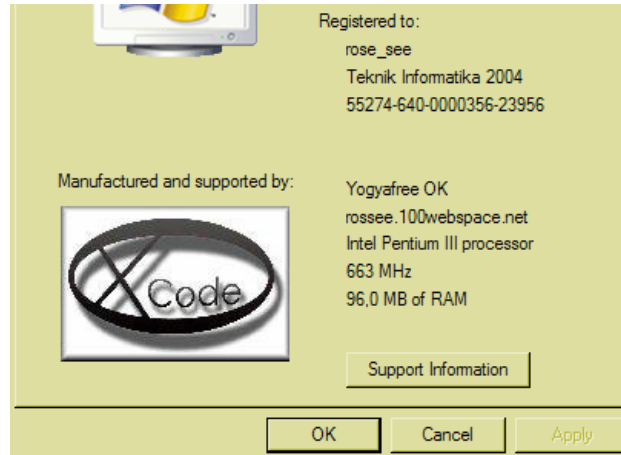 Registered to:
rose_see
Teknik Informatika 2004
55274-640-0000356-23956
Manufactured and supported by:
Yogyafree OK
rossee.100webspace.net
Intel Pentium III processor
663 MHz
96,0 MB of RAM
XCode
Support Information
OK
Cancel
Apply